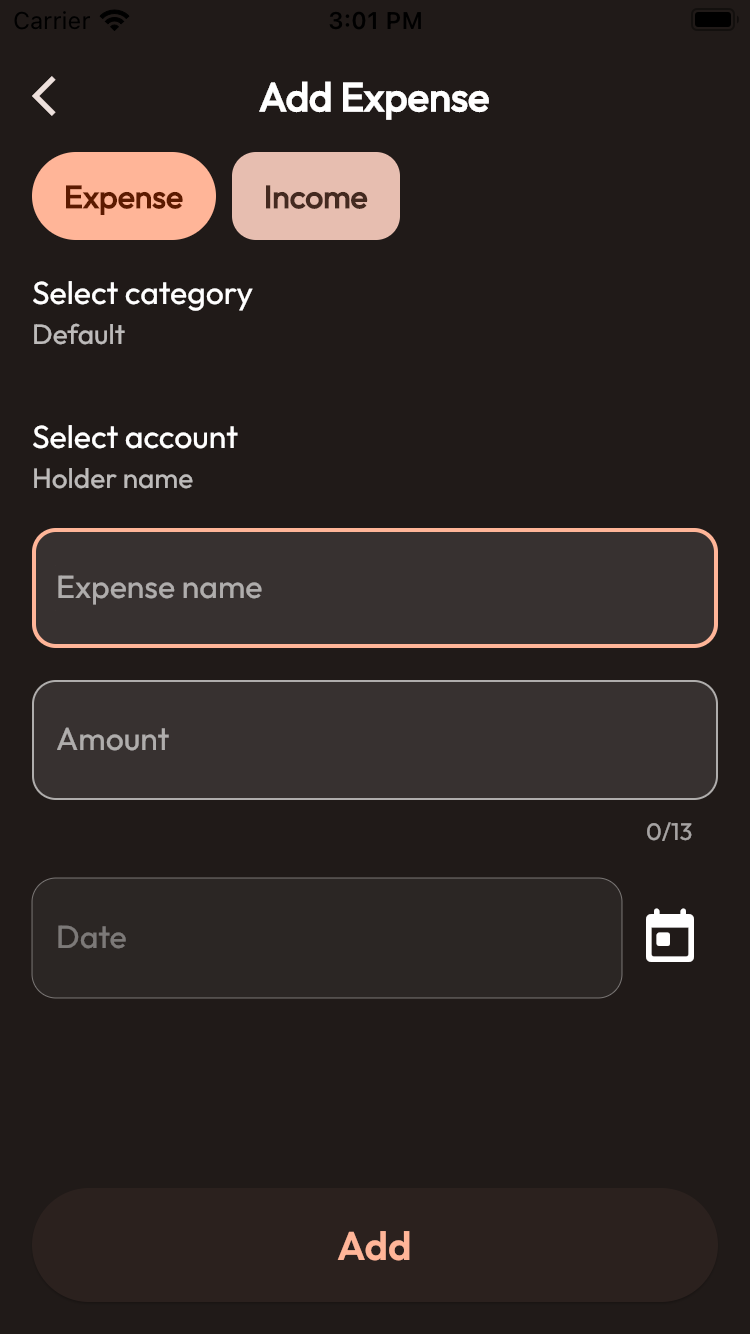 Carrier 3:01 PM
Add Expense
Expense Income
Select category
Default
Select account
Holder name
Expense name
Amount
0/13
Date
Add